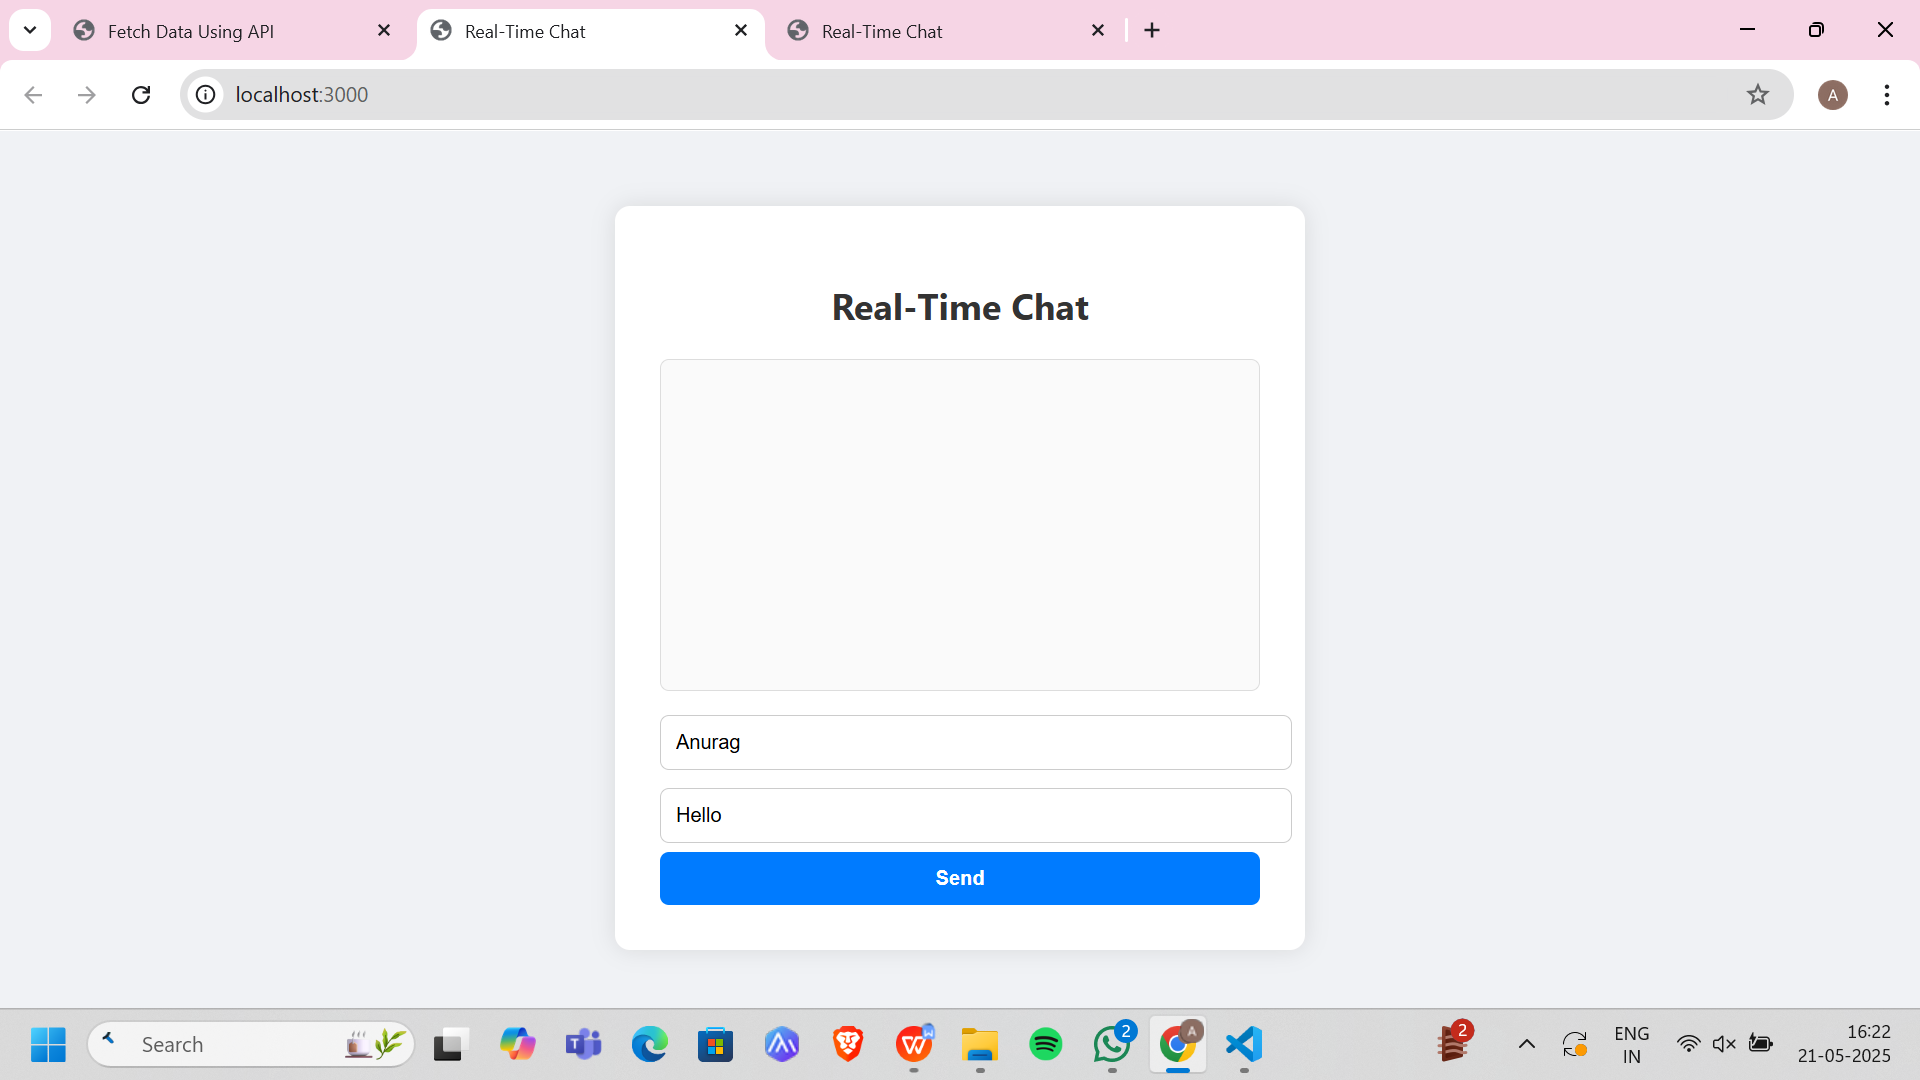 Fetch Data Using API
Real-Time Chat
Real-Time Chat
localhost:3000
A
Real-Time Chat
Anurag
Hello
Send
Search
2
A
2
ENG
IN
16:22
21-05-2025